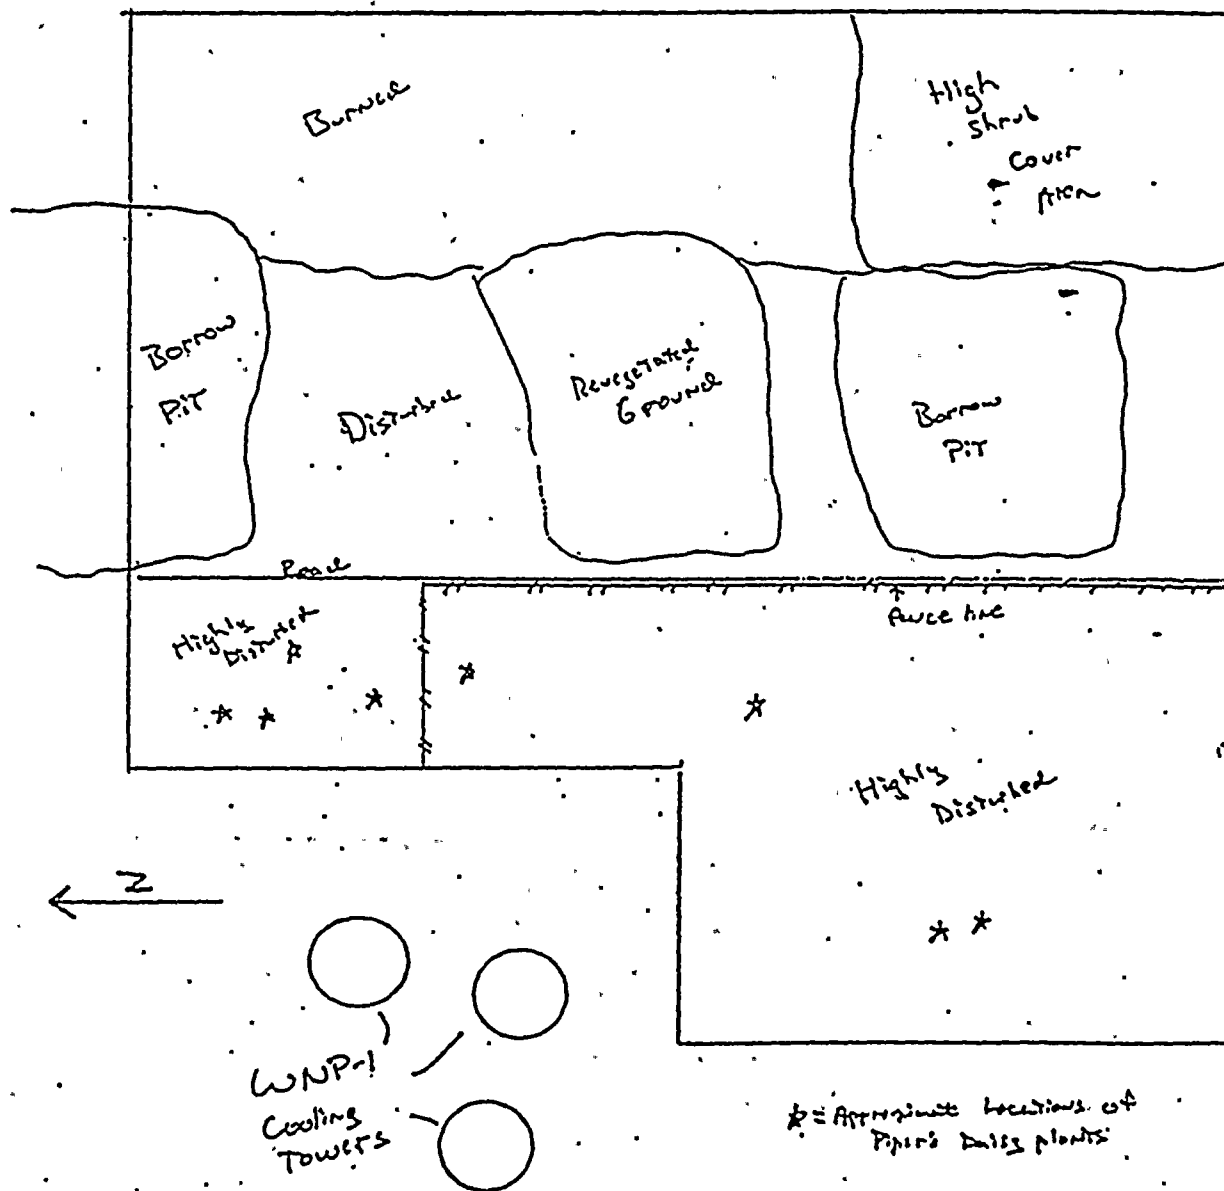 Burned
High
Shrub
Cover
Area
Borrow
Pit
Disturbed
Revegetated
Ground
Borrow
Pit
Road
fence line
Highly
Disturbed
Highly
Disturbed
N
WNP-1
Cooling
Towers
* = Approximate Locations of
Piper's Daisy plants